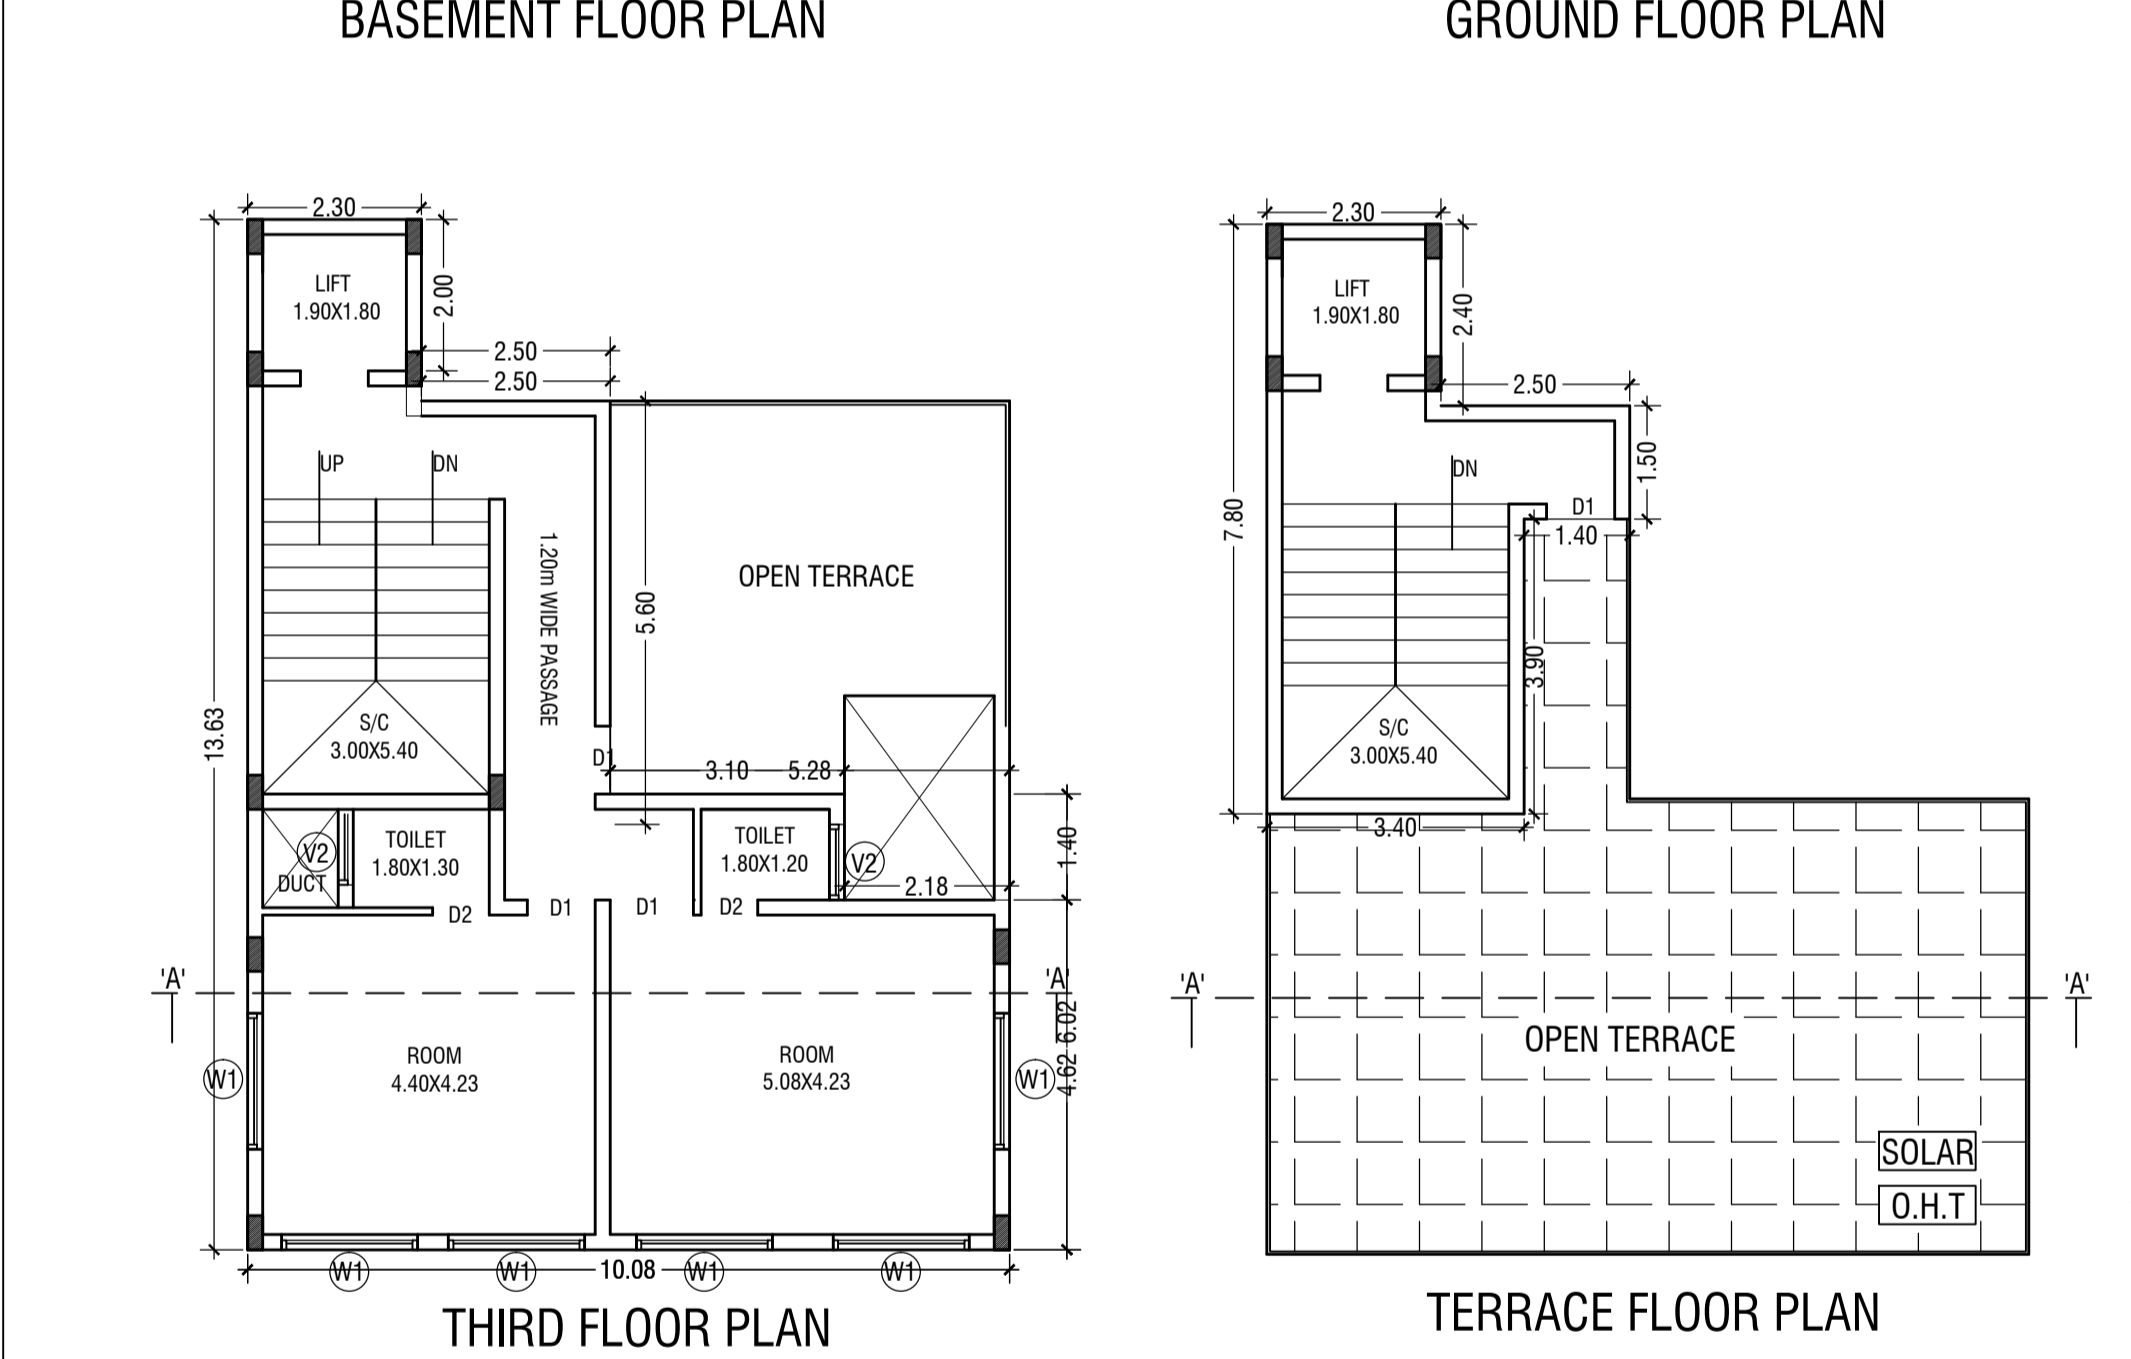 BASEMENT FLOOR PLAN
GROUND FLOOR PLAN
2.30
LIFT
1.90X1.80
2.00
2.50
2.50
UP
DN
1.20m WIDE PASSAGE
5.60
OPEN TERRACE
13.63
S/C
3.00X5.40
D1
3.10
5.28
TOILET
1.80X1.30
V2
DUCT
TOILET
1.80X1.20
V2
1.40
2.18
D2
D1
D1
D2
'A'
'A'
6.02
4.62
ROOM
4.40X4.23
ROOM
5.08X4.23
W1
W1
W1
W1
10.08
W1
W1
THIRD FLOOR PLAN
2.30
LIFT
1.90X1.80
2.40
2.50
1.50
DN
D1
1.40
7.80
3.90
S/C
3.00X5.40
3.40
'A'
'A'
OPEN TERRACE
SOLAR
O.H.T
TERRACE FLOOR PLAN